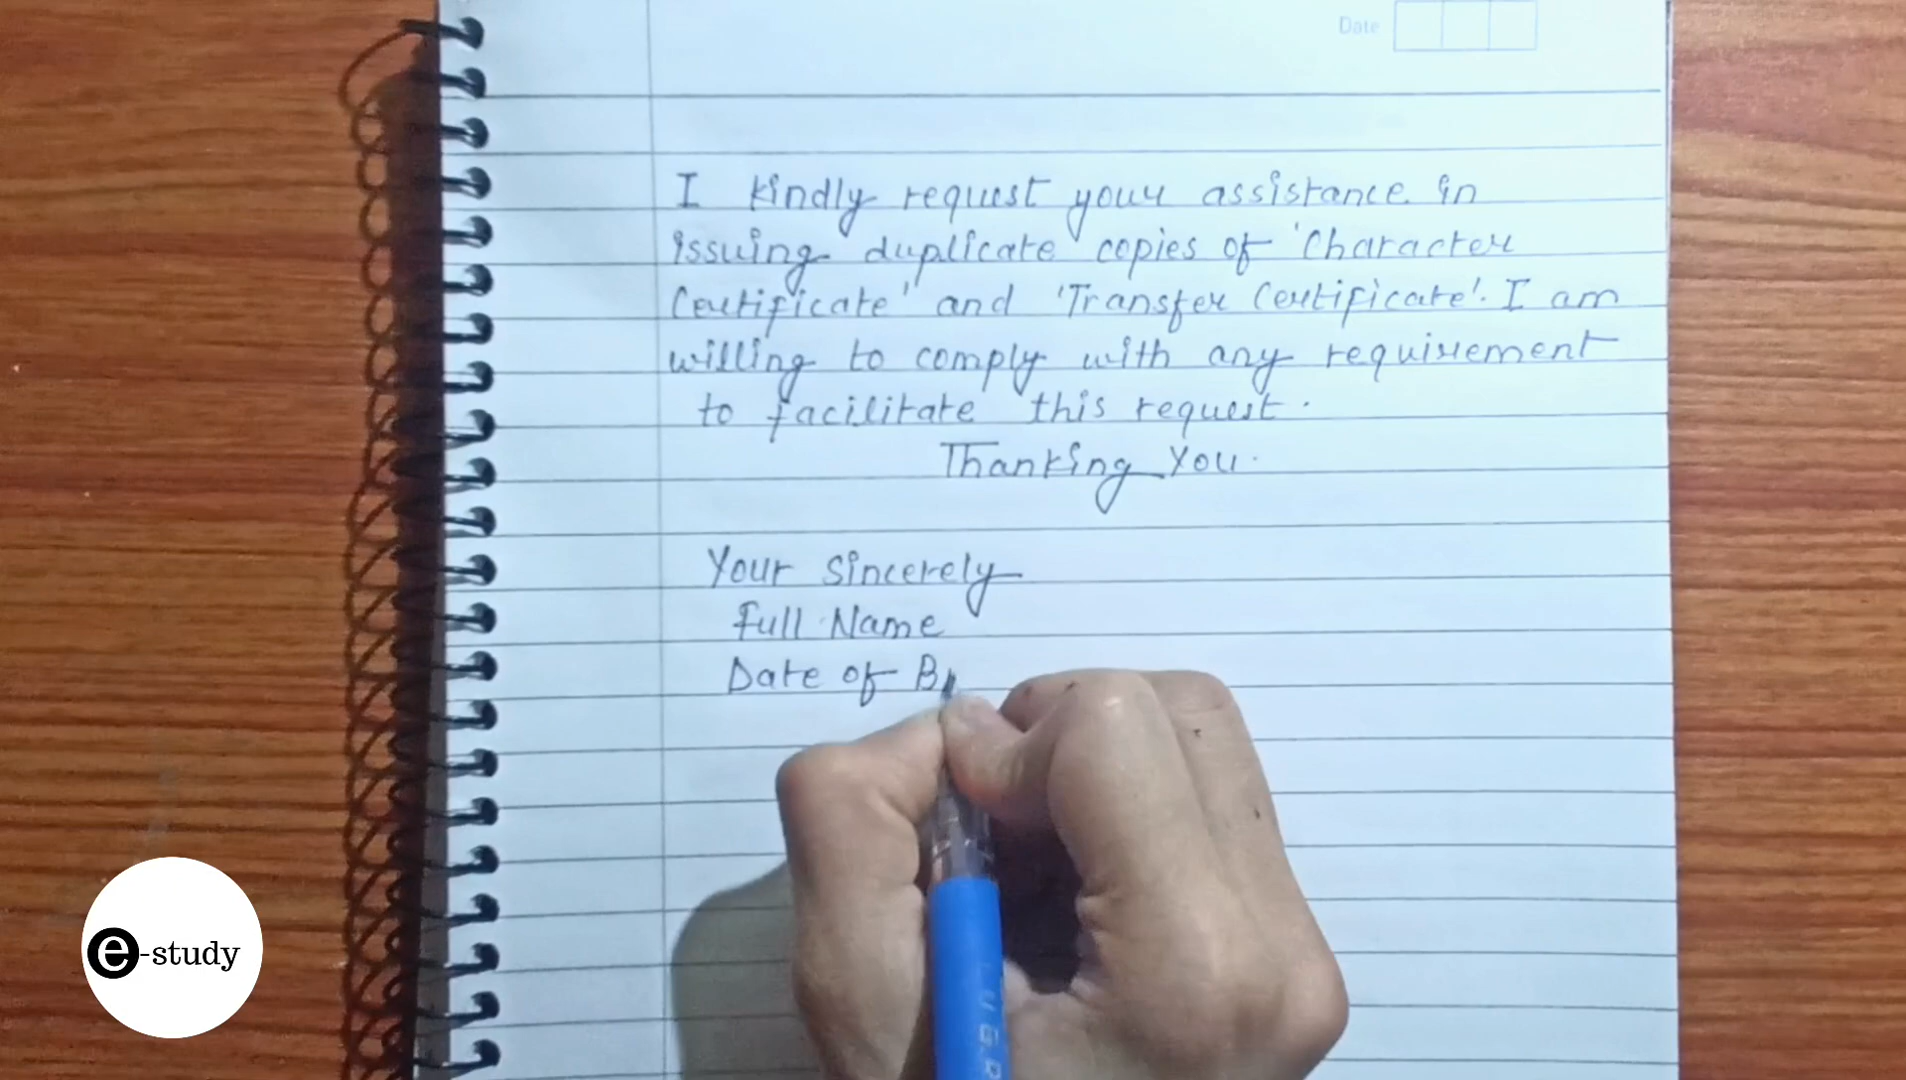 Date
I kindly request your assistance in
issuing duplicate copies of 'Character
Certificate' and 'Transfer Certificate'. I am
willing to comply with any requirement
to facilitate this request.
Thanking You.
Your Sincerely
Full Name
Date of B
e-study